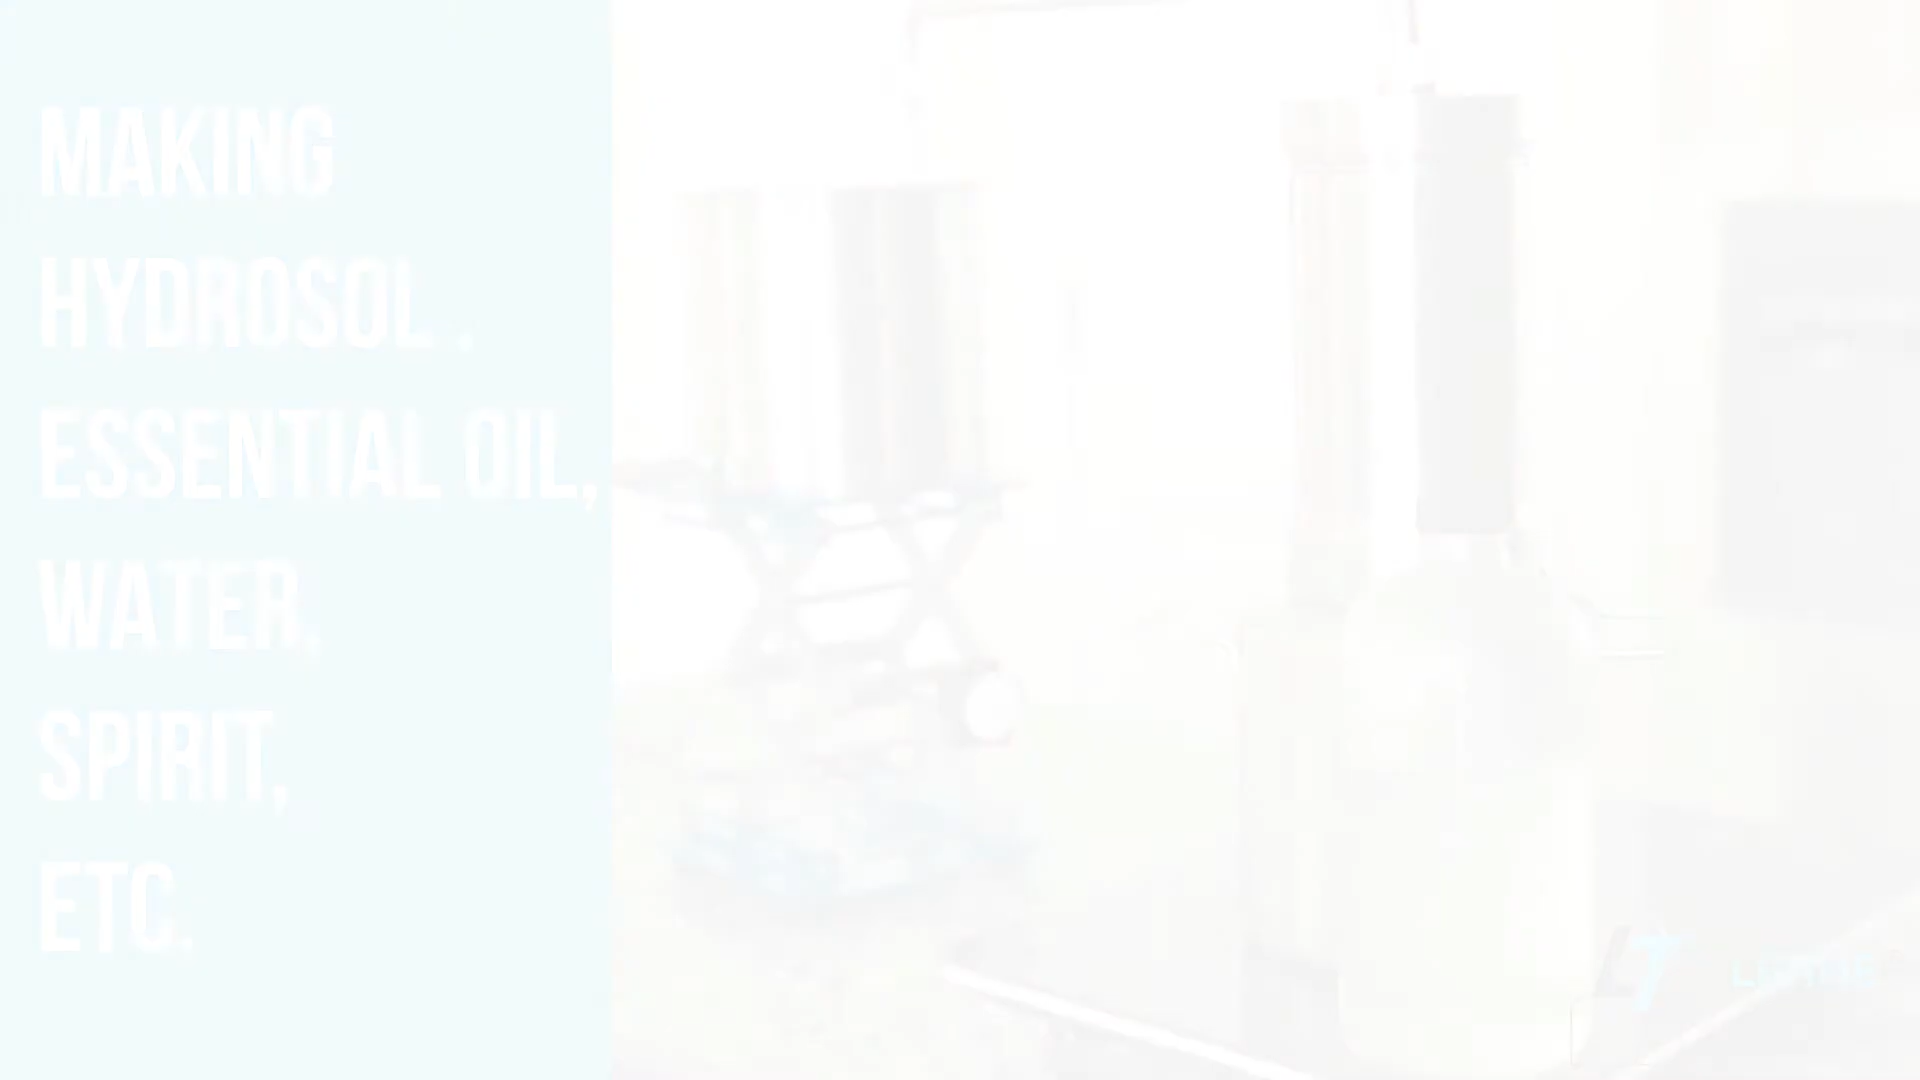 MAKING
HYDROSOL .
ESSENTIAL OIL,
WATER,
SPIRIT,
ETC.